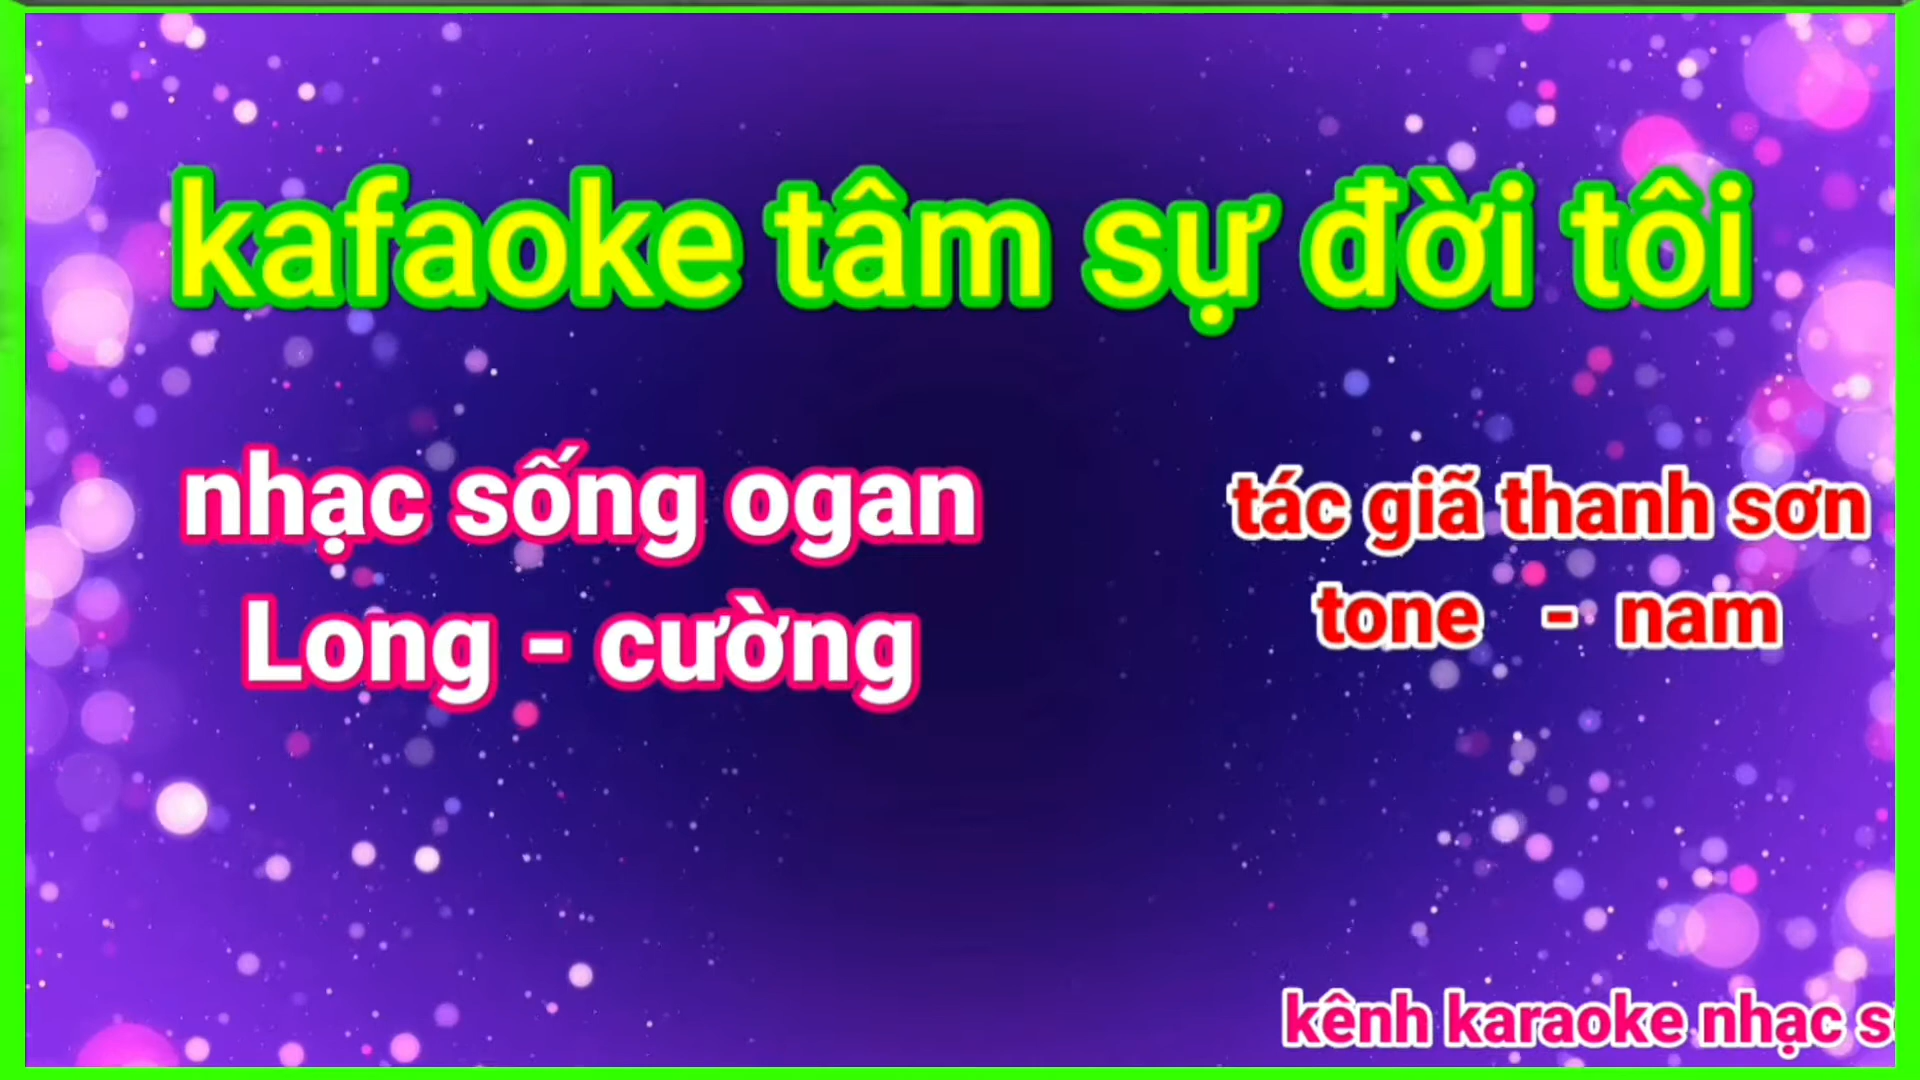 kafaoke tâm sự đời tôi
nhạc sống ogan
Long - cường
tác giã thanh sơn
tone - nam
kênh karaoke nhạc